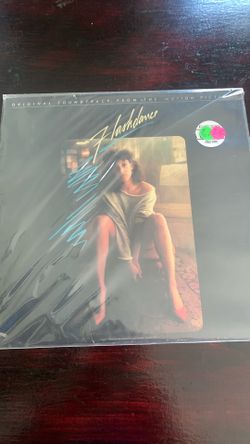 ORIGINAL SOUNDTRACK FROM THE MOTION PICTURE
Flashdance